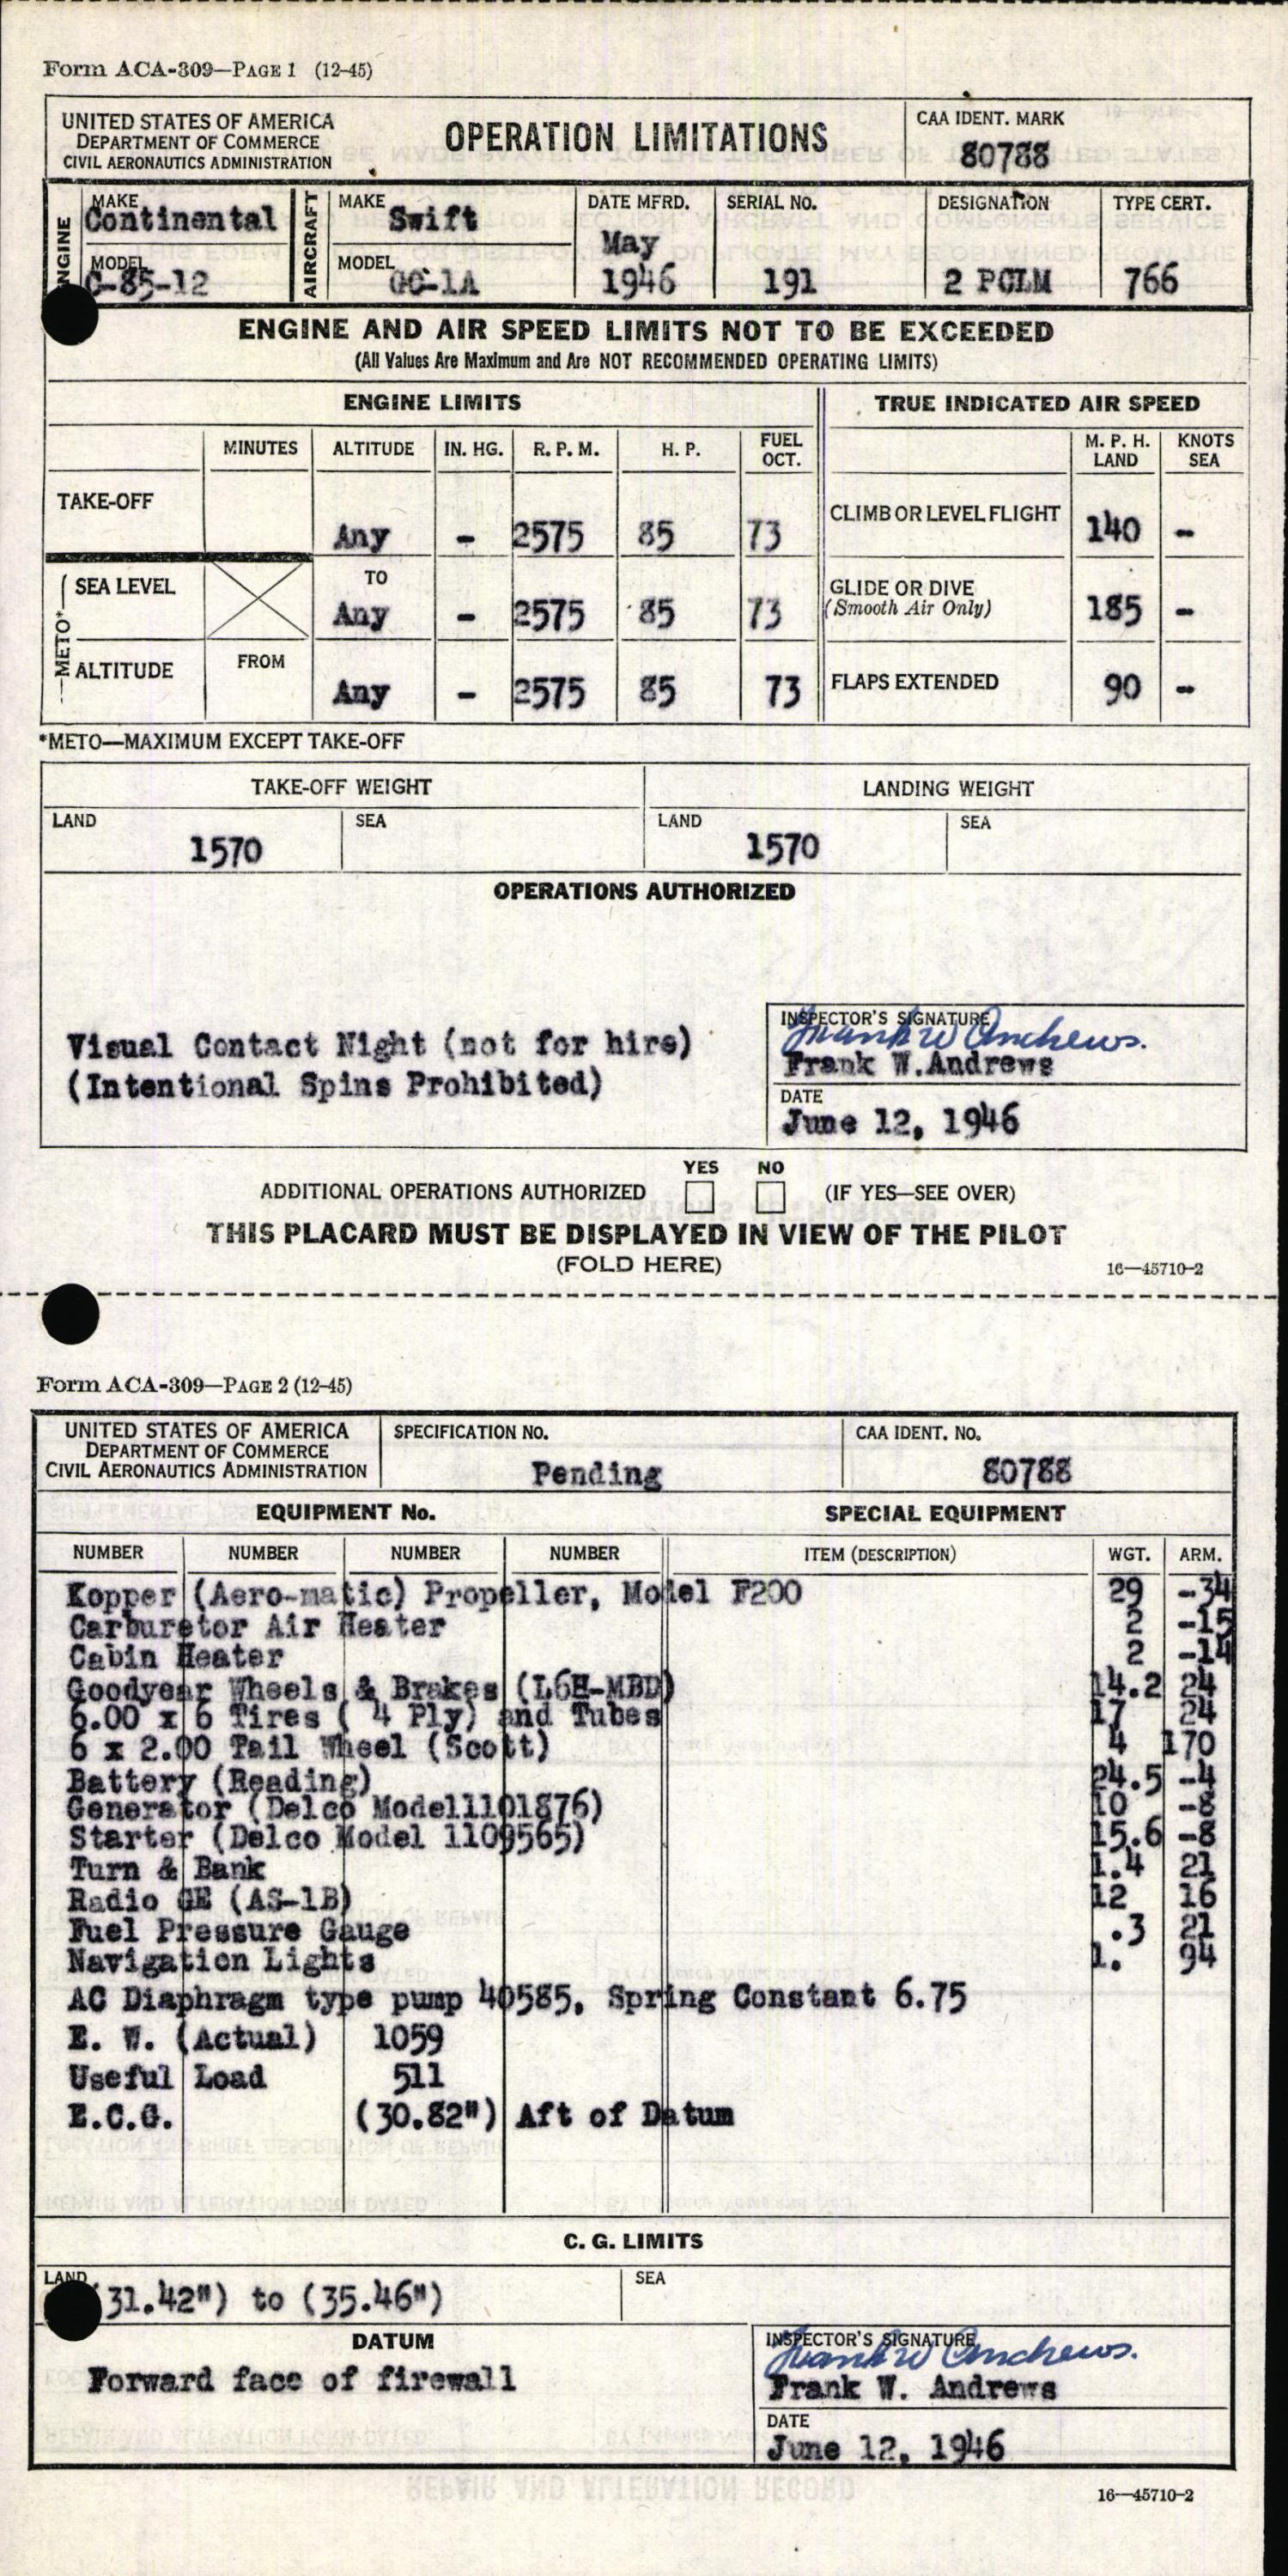 Form ACA-309—PAGE 1 (12-45)
UNITED STATES OF AMERICA
DEPARTMENT OF COMMERCE
CIVIL AERONAUTICS ADMINISTRATION
OPERATION LIMITATIONS
CAA IDENT. MARK
80788
ENGINE
MAKE
Continental
MODEL
C-85-12
AIRCRAFT
MAKE
Swift
MODEL
GC-1A
DATE MFRD.
May
1946
SERIAL NO.
191
DESIGNATION
2 PCLM
TYPE CERT.
766
ENGINE AND AIR SPEED LIMITS NOT TO BE EXCEEDED
(All Values Are Maximum and Are NOT RECOMMENDED OPERATING LIMITS)
ENGINE LIMITS
TRUE INDICATED AIR SPEED
MINUTES ALTITUDE IN. HG. R. P. M. H. P. FUEL OCT. M. P. H. LAND KNOTS SEA
TAKE-OFF Any - 2575 85 73 CLIMB OR LEVEL FLIGHT 140 -
METO*
SEA LEVEL TO Any - 2575 85 73 GLIDE OR DIVE (Smooth Air Only) 185 -
ALTITUDE FROM Any - 2575 85 73 FLAPS EXTENDED 90 -
*METO—MAXIMUM EXCEPT TAKE-OFF
TAKE-OFF WEIGHT LANDING WEIGHT
LAND SEA LAND SEA
1570 1570
OPERATIONS AUTHORIZED
Visual Contact Night (not for hire)
(Intentional Spins Prohibited)
INSPECTOR'S SIGNATURE
Frank W Andrews.
Frank W.Andrews
DATE
June 12, 1946
YES NO
ADDITIONAL OPERATIONS AUTHORIZED (IF YES—SEE OVER)
THIS PLACARD MUST BE DISPLAYED IN VIEW OF THE PILOT
(FOLD HERE)
16—45710-2
Form ACA-309—PAGE 2 (12-45)
UNITED STATES OF AMERICA
DEPARTMENT OF COMMERCE
CIVIL AERONAUTICS ADMINISTRATION
SPECIFICATION NO.
Pending
CAA IDENT. NO.
80788
EQUIPMENT No. SPECIAL EQUIPMENT
NUMBER NUMBER NUMBER NUMBER ITEM (DESCRIPTION) WGT. ARM.
Kopper (Aero-matic) Propeller, Model F200 29 -34
Carburetor Air Heater 2 -15
Cabin Heater 2 -14
Goodyear Wheels & Brakes (L6H-MBD) 14.2 24
6.00 x 6 Tires ( 4 Ply) and Tubes 17 24
6 x 2.00 Tail Wheel (Scott) 4 170
Battery (Reading) 24.5 -4
Generator (Delco Model1101876) 10 -8
Starter (Delco Model 1109565) 15.6 -8
Turn & Bank 1.4 21
Radio GE (AS-1B) 12 16
Fuel Pressure Gauge .3 21
Navigation Lights 1. 94
AC Diaphragm type pump 40585, Spring Constant 6.75
E. W. (Actual) 1059
Useful Load 511
E.C.G. (30.82") Aft of Datum
C. G. LIMITS
LAND
(31.42") to (35.46")
SEA
DATUM
Forward face of firewall
INSPECTOR'S SIGNATURE
Frank W Andrews.
Frank W. Andrews
DATE
June 12, 1946
16—45710-2